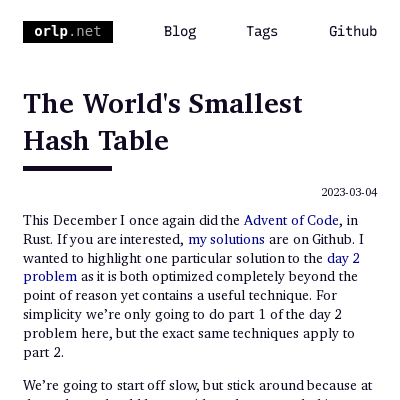 orlp.net Blog Tags Github
The World's Smallest
Hash Table
2023-03-04
This December I once again did the Advent of Code, in
Rust. If you are interested, my solutions are on Github. I
wanted to highlight one particular solution to the day 2
problem as it is both optimized completely beyond the
point of reason yet contains a useful technique. For
simplicity we’re only going to do part 1 of the day 2
problem here, but the exact same techniques apply to
part 2.
We’re going to start off slow, but stick around because at